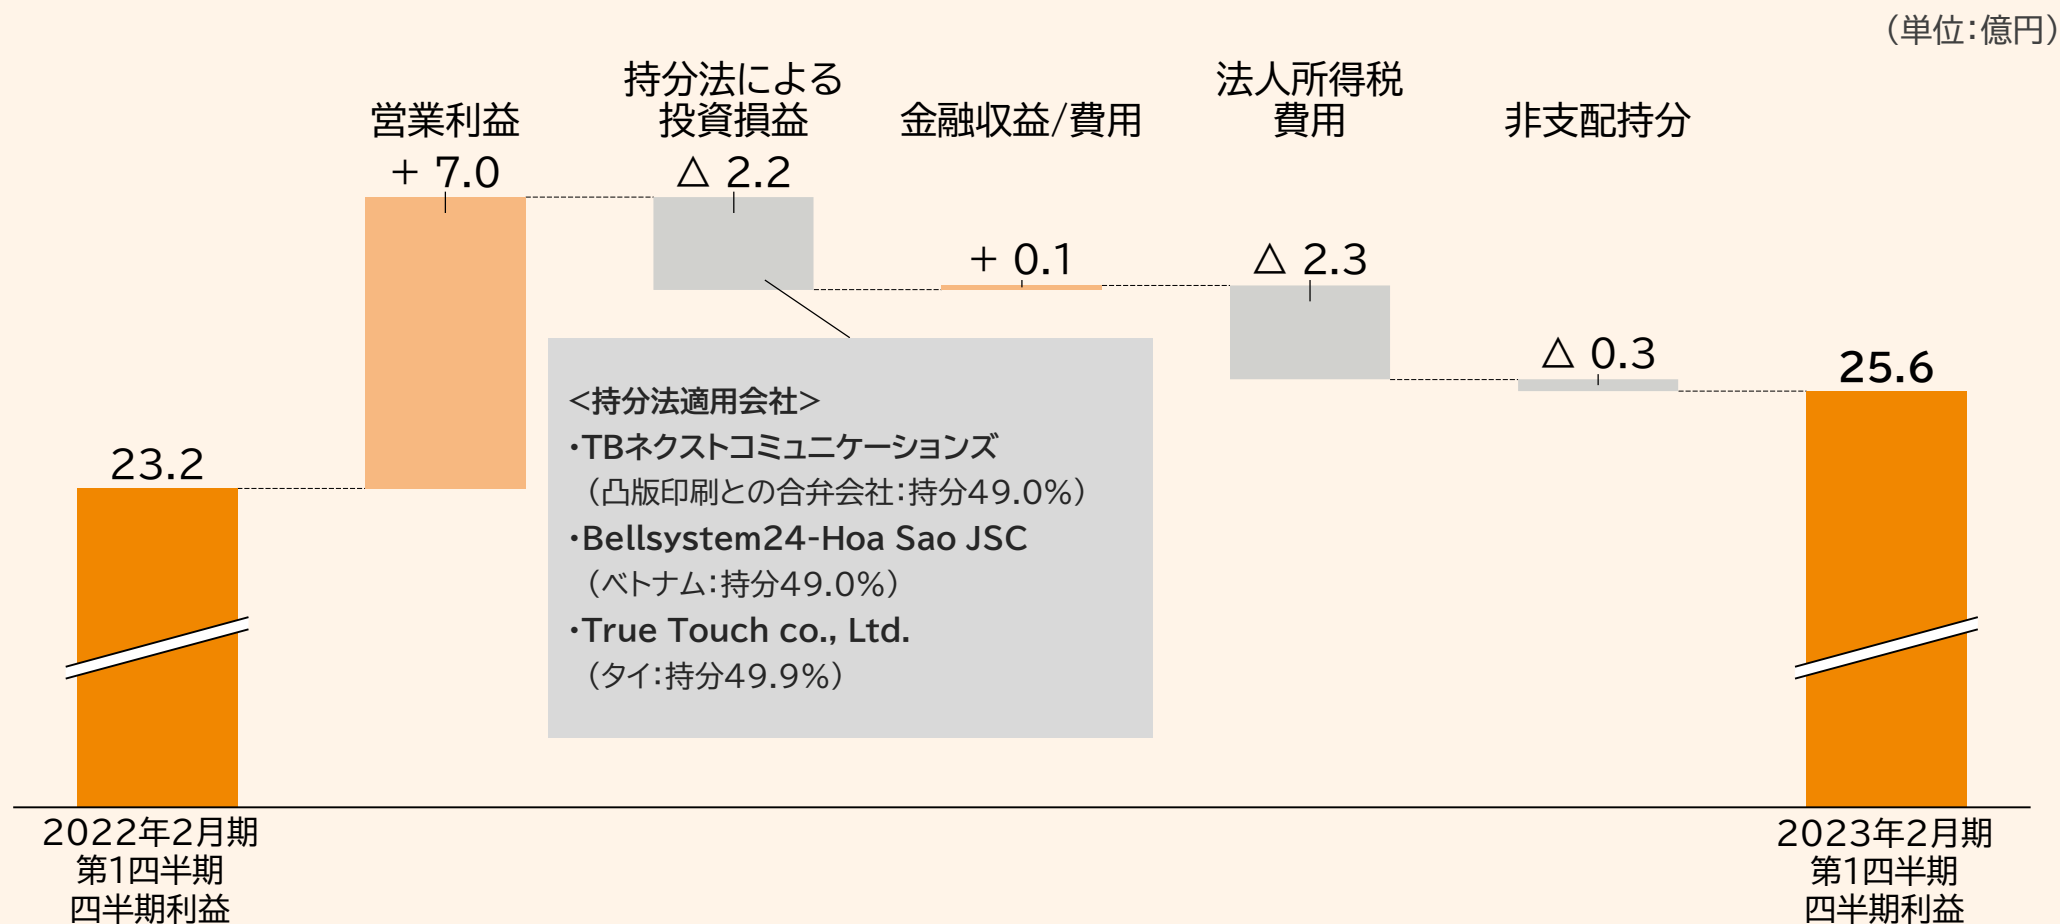 （単位：億円）
営業利益
+ 7.0
持分法による
投資損益
△ 2.2
金融収益/費用
+ 0.1
法人所得税
費用
△ 2.3
非支配持分
△ 0.3
23.2
25.6
<持分法適用会社>
・TBネクストコミュニケーションズ
（凸版印刷との合弁会社：持分49.0%）
・Bellsystem24-Hoa Sao JSC
（ベトナム：持分49.0%）
・True Touch co., Ltd.
（タイ：持分49.9%）
2022年2月期
第1四半期
四半期利益
2023年2月期
第1四半期
四半期利益